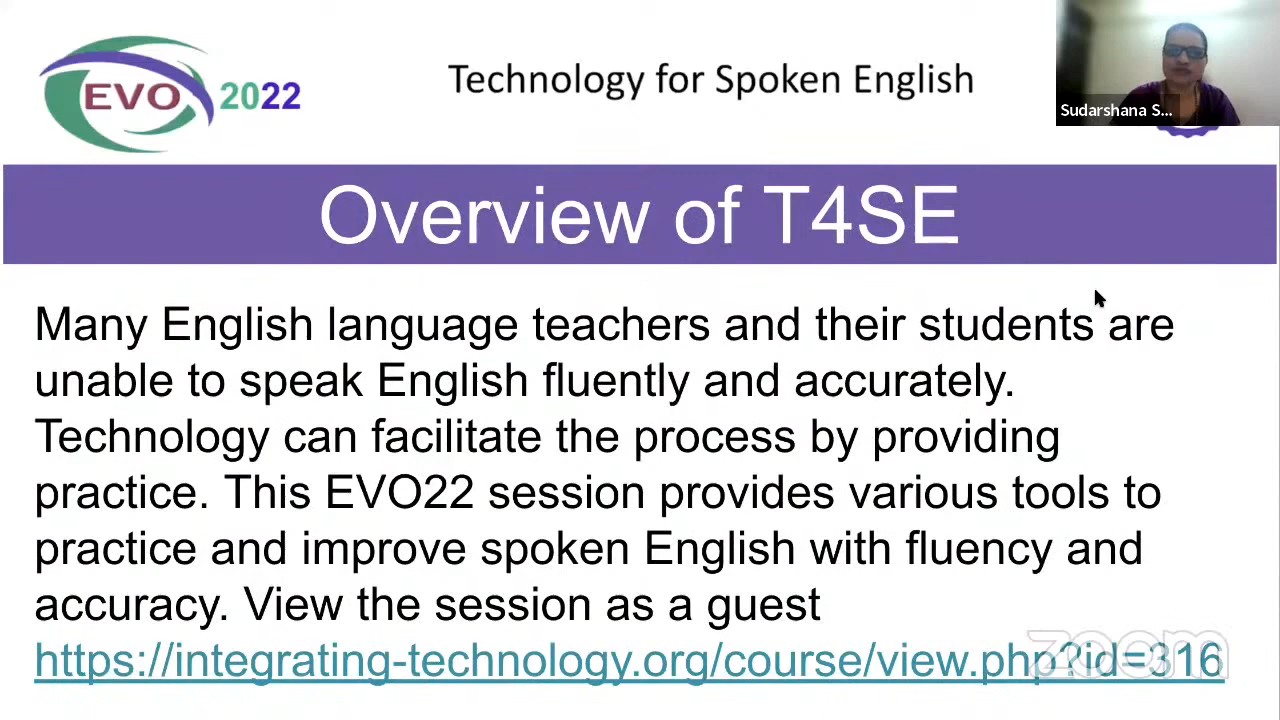 EVO 2022
Technology for Spoken English
Sudarshana S...
Overview of T4SE
Many English language teachers and their students are
unable to speak English fluently and accurately.
Technology can facilitate the process by providing
practice. This EVO22 session provides various tools to
practice and improve spoken English with fluency and
accuracy. View the session as a guest
https://integrating-technology.org/course/view.php?id=316
zoom